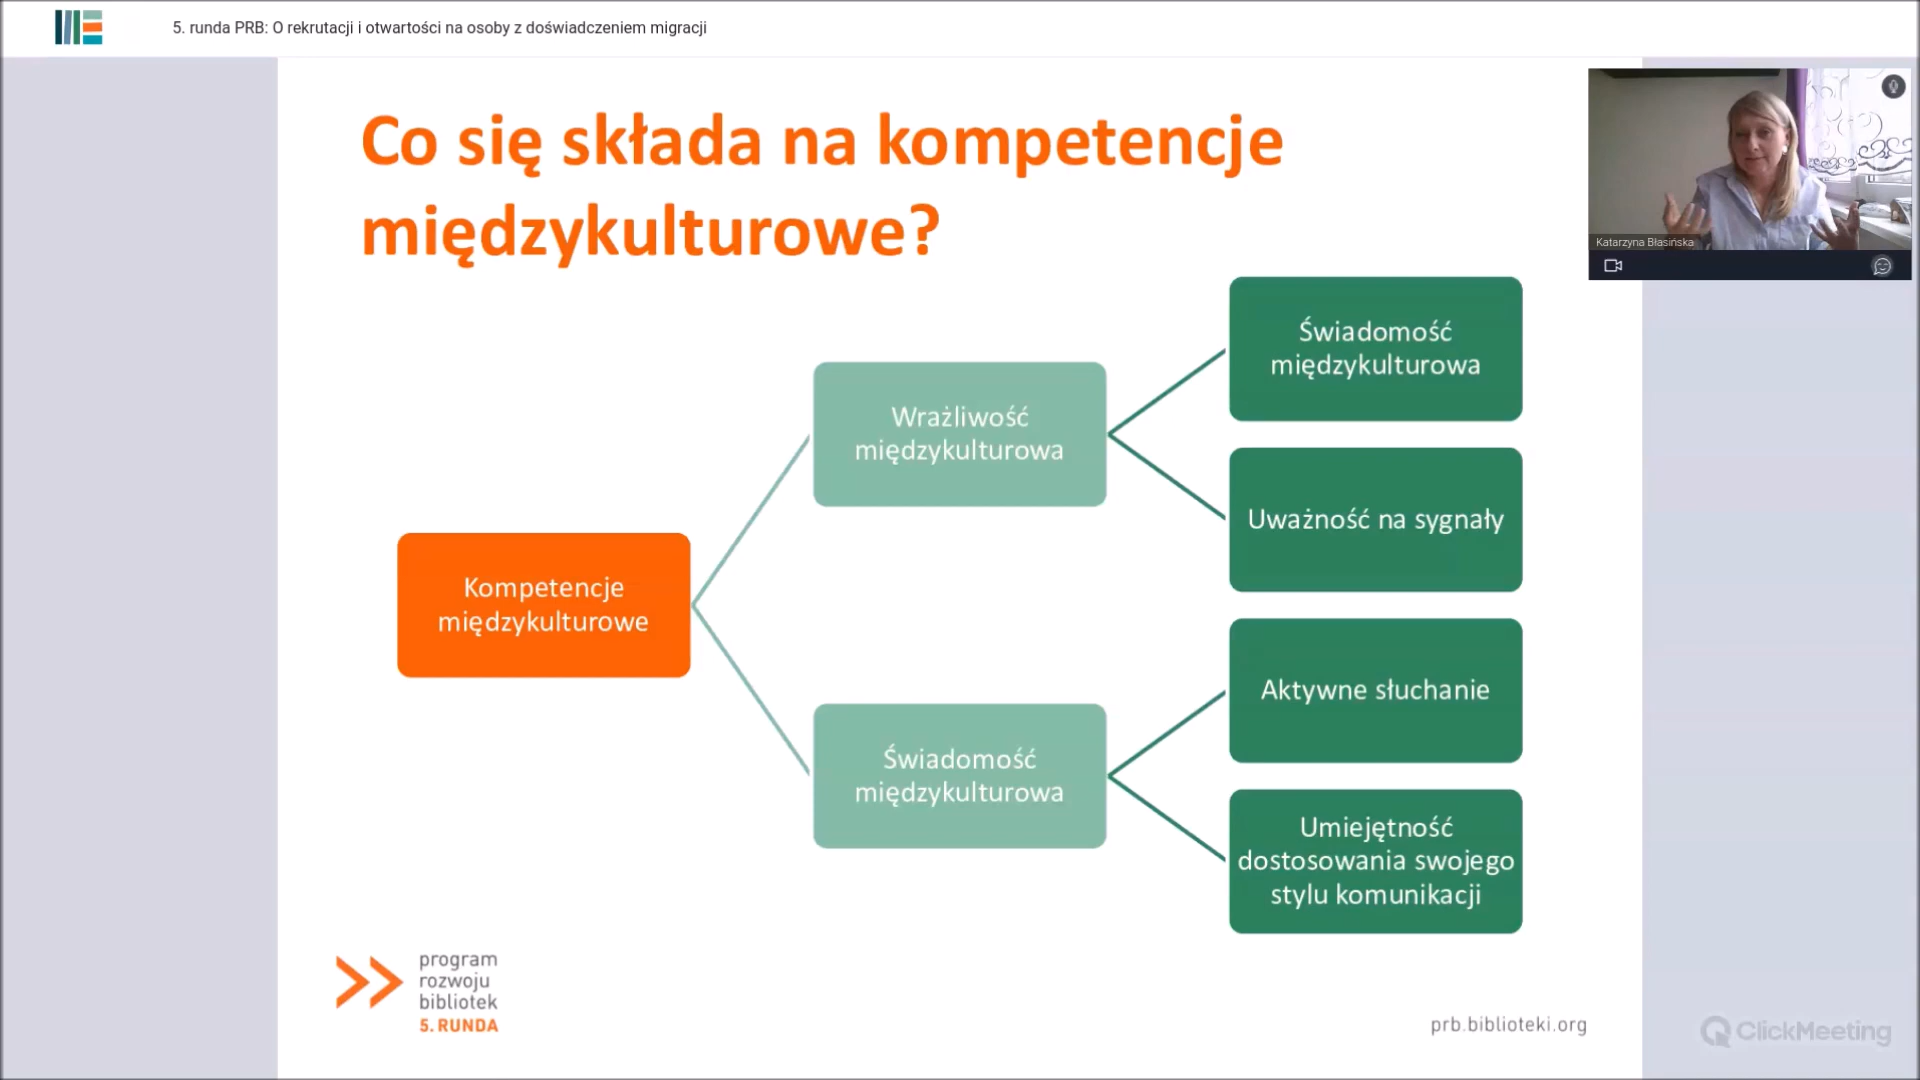 5. runda PRB: O rekrutacji i otwartości na osoby z doświadczeniem migracji
Co się składa na kompetencje
międzykulturowe?
Katarzyna Błasińska
Kompetencje
międzykulturowe
Wrażliwość
międzykulturowa
Świadomość
międzykulturowa
Uważność na sygnały
Świadomość
międzykulturowa
Aktywne słuchanie
Umiejętność
dostosowania swojego
stylu komunikacji
program
rozwoju
bibliotek
5. RUNDA
prb.biblioteki.org
ClickMeeting